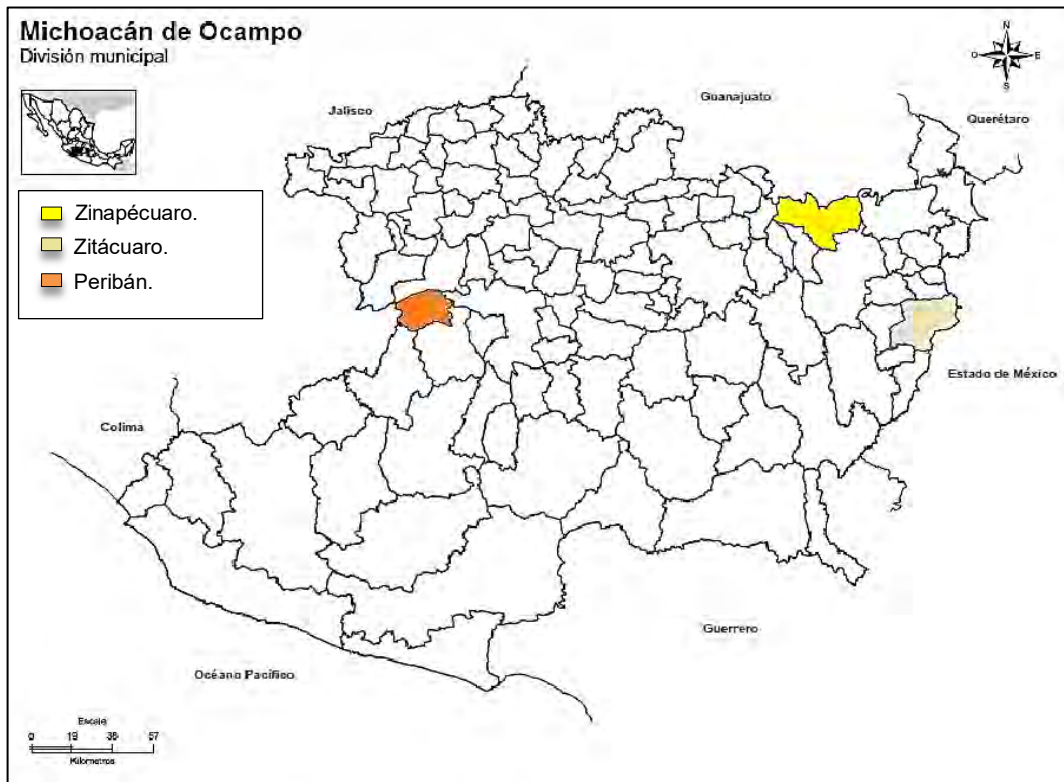 Michoacán de Ocampo
División municipal
N
O
E
S
Jalisco
Guanajuato
Querétaro
Zinapécuaro.
Zitácuaro.
Peribán.
Estado de México
Colima
Guerrero
Océano Pacífico
Escala
0 19 38 57
Kilometros